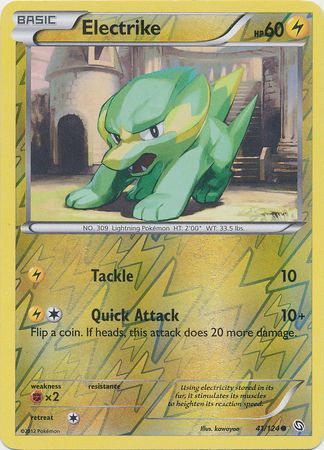 BASIC
Electrike
HP60
NO. 309 Lightning Pokémon HT: 2'00" WT: 33.5 lbs.
Tackle 10
Quick Attack 10+
Flip a coin. If heads, this attack does 20 more damage.
weakness
×2
resistance
retreat
Using electricity stored in its
fur, it stimulates its muscles
to heighten its reaction speed.
©2012 Pokémon
Illus. kawayoo
41/124